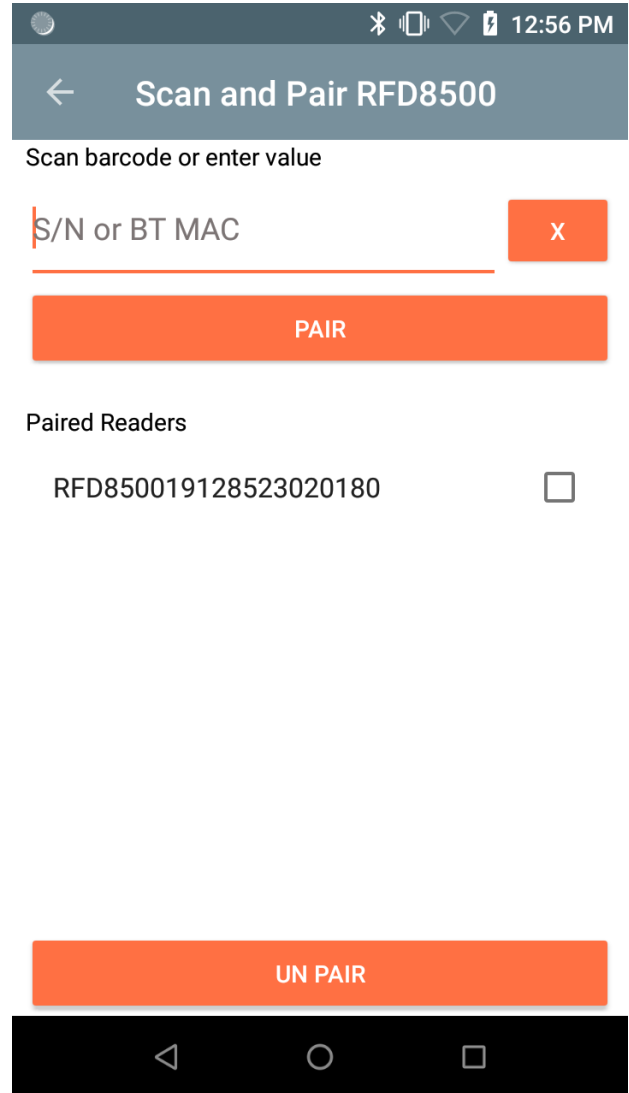 12:56 PM
Scan and Pair RFD8500
Scan barcode or enter value
S/N or BT MAC
X
PAIR
Paired Readers
RFD850019128523020180
UN PAIR